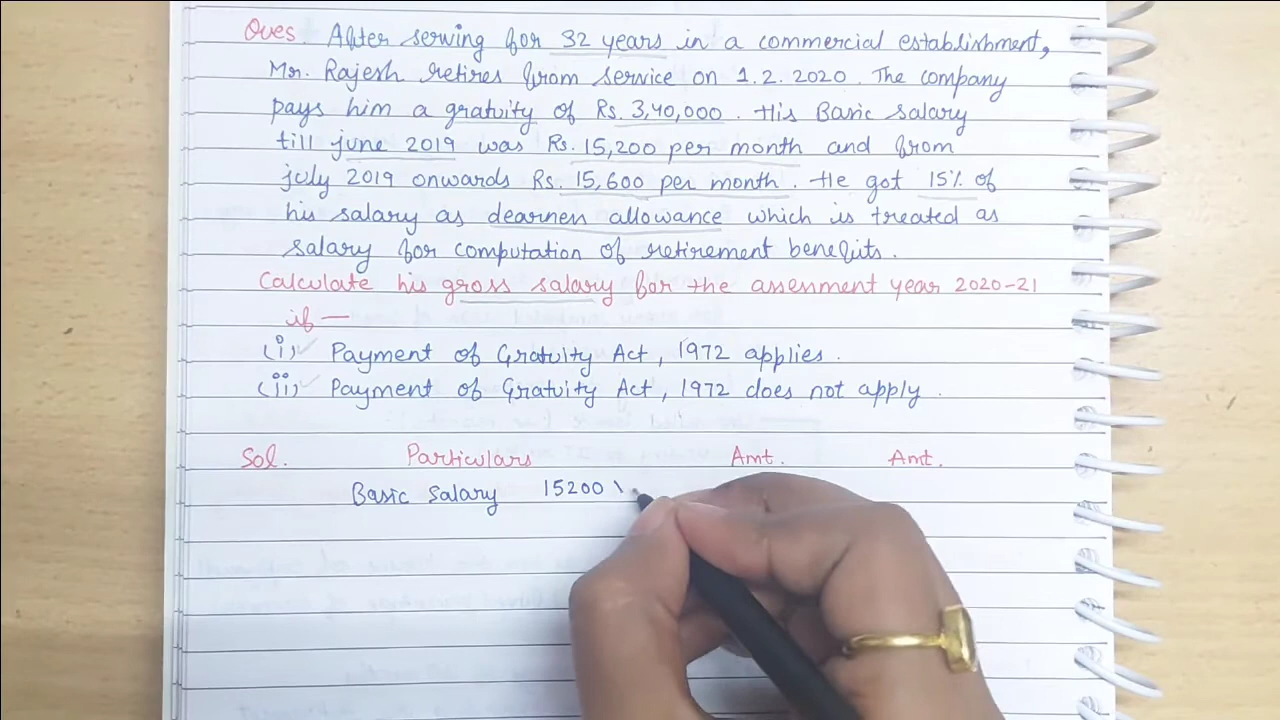 Ques. After serving for 32 years in a commercial establishment,
Mr. Rajesh retires from service on 1.2.2020. The company
pays him a gratuity of Rs. 3,40,000. His Basic salary
till june 2019 was Rs. 15,200 per month and from
july 2019 onwards Rs. 15,600 per month. He got 15% of
his salary as dearness allowance which is treated as
salary for computation of retirement benefits.
Calculate his gross salary for the assessment year 2020-21
if —
(i) Payment of Gratuity Act, 1972 applies.
(ii) Payment of Gratuity Act, 1972 does not apply.
Sol. Particulars Amt. Amt.
Basic salary 15200 \